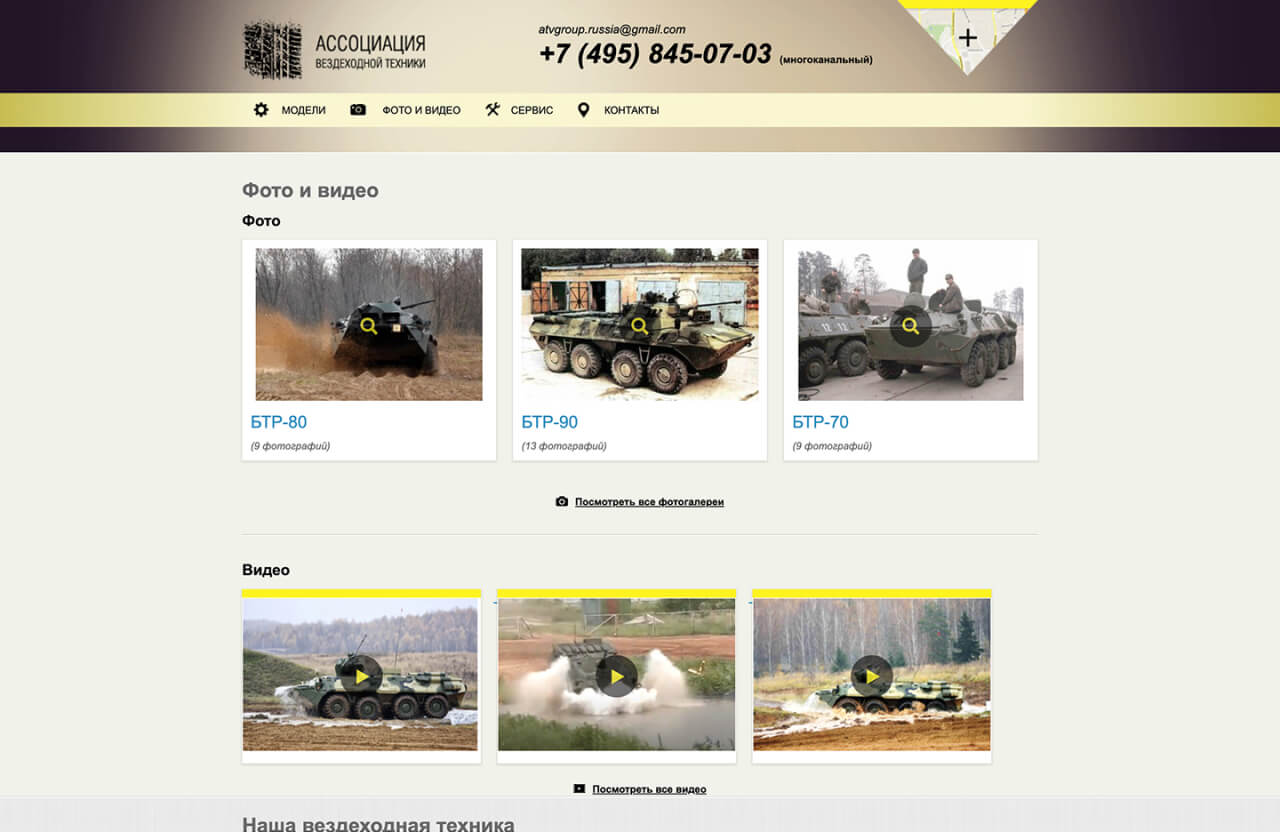 АССОЦИАЦИЯ
ВЕЗДЕХОДНОЙ ТЕХНИКИ
atvgroup.russia@gmail.com
+7 (495) 845-07-03 (многоканальный)
МОДЕЛИ ФОТО И ВИДЕО СЕРВИС КОНТАКТЫ
Фото и видео
Фото
БТР-80 БТР-90 БТР-70
(9 фотографий) (13 фотографий) (9 фотографий)
Посмотреть все фотогалереи
Видео
Посмотреть все видео
Наша вездеходная техника